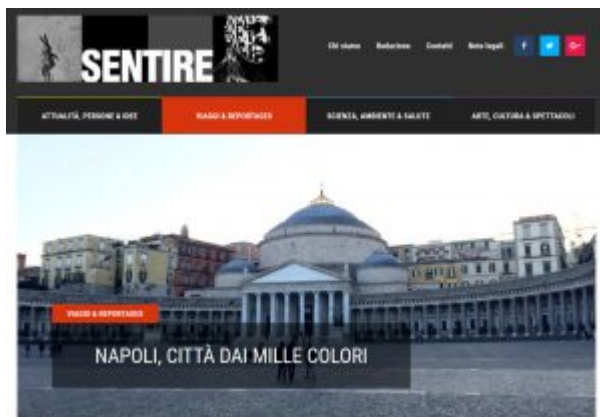 SENTIRE
Chi siamo Redazione Contatti Note legali
ATTUALITÀ, PERSONE & IDEE
VIAGGI & REPORTAGES
SCIENZA, AMBIENTE & SALUTE
ARTE, CULTURA & SPETTACOLI
VIAGGI & REPORTAGES
NAPOLI, CITTÀ DAI MILLE COLORI